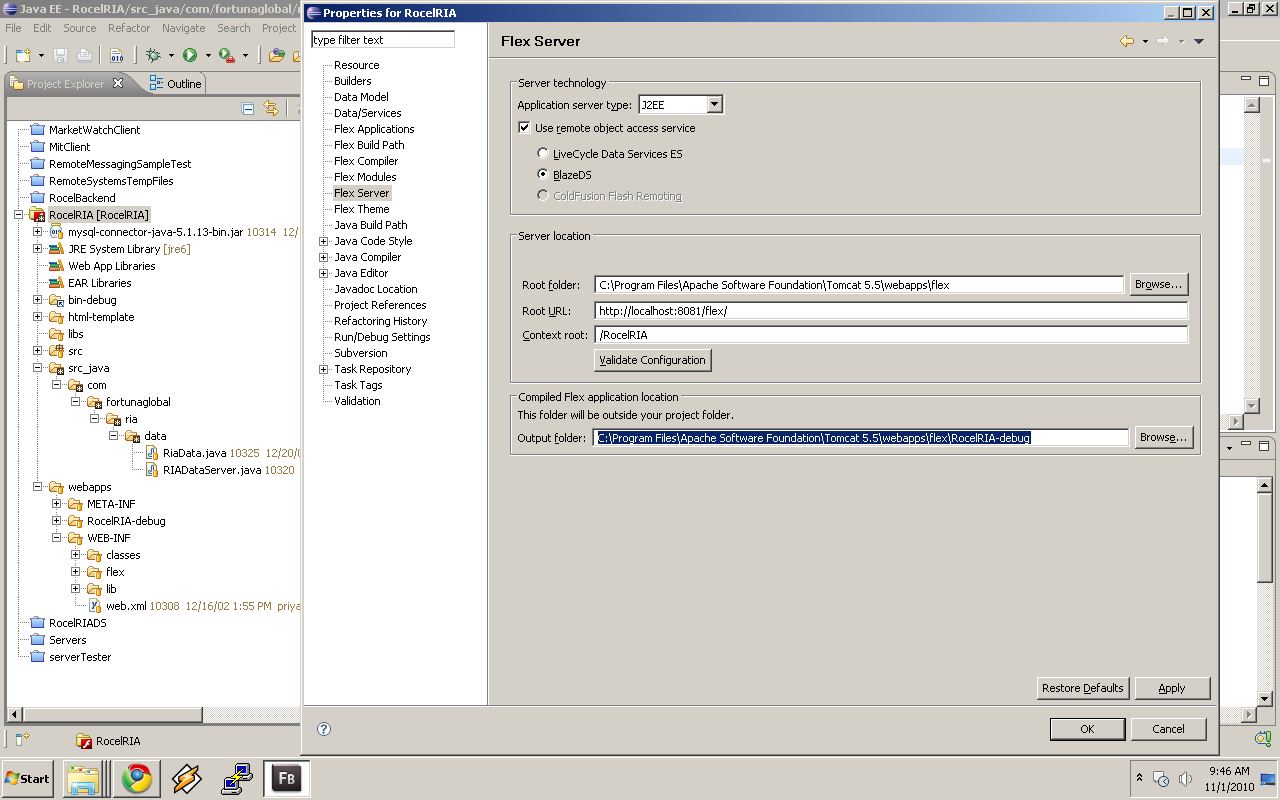 Java EE - RocelRIA/src_java/com/fortunaglobal/
File Edit Source Refactor Navigate Search Project
Project Explorer
Outline
MarketWatchClient
MitClient
RemoteMessagingSampleTest
RemoteSystemsTempFiles
RocelBackend
RocelRIA [RocelRIA]
mysql-connector-java-5.1.13-bin.jar 10314 12/
JRE System Library [jre6]
Web App Libraries
EAR Libraries
bin-debug
html-template
libs
src
src_java
com
fortunaglobal
ria
data
RiaData.java 10325 12/20/0
RIADataServer.java 10320
webapps
META-INF
RocelRIA-debug
WEB-INF
classes
flex
lib
web.xml 10308 12/16/02 1:55 PM priya
RocelRIADS
Servers
serverTester
RocelRIA
Properties for RocelRIA
type filter text
Resource
Builders
Data Model
Data/Services
Flex Applications
Flex Build Path
Flex Compiler
Flex Modules
Flex Server
Flex Theme
Java Build Path
Java Code Style
Java Compiler
Java Editor
Javadoc Location
Project References
Refactoring History
Run/Debug Settings
Subversion
Task Repository
Task Tags
Validation
Flex Server
Server technology
Application server type: J2EE
Use remote object access service
LiveCycle Data Services ES
BlazeDS
ColdFusion Flash Remoting
Server location
Root folder: C:\Program Files\Apache Software Foundation\Tomcat 5.5\webapps\flex Browse...
Root URL: http://localhost:8081/flex/
Context root: /RocelRIA
Validate Configuration
Compiled Flex application location
This folder will be outside your project folder.
Output folder: C:\Program Files\Apache Software Foundation\Tomcat 5.5\webapps\flex\RocelRIA-debug Browse...
Restore Defaults Apply
OK Cancel
Start
FB
9:46 AM
11/1/2010